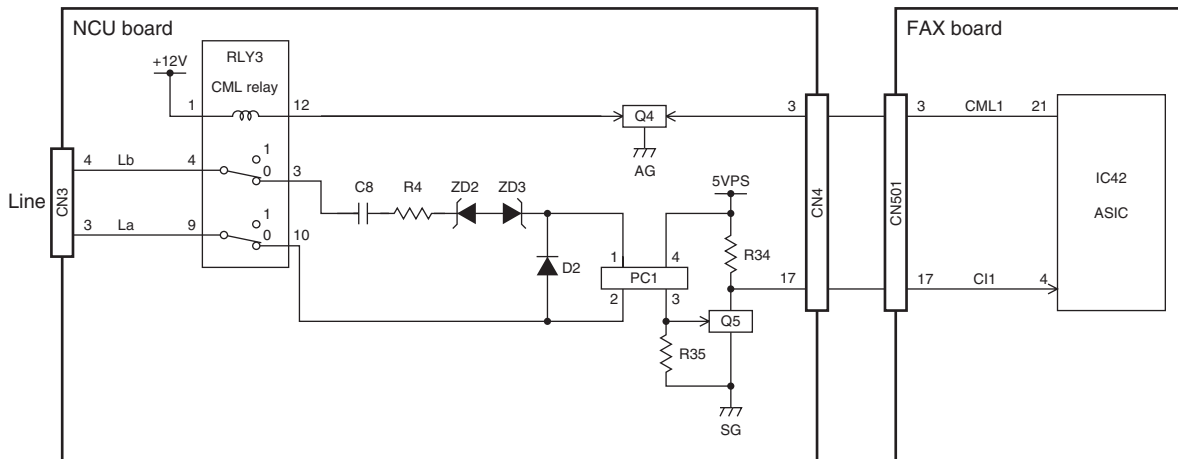 NCU board
FAX board
RLY3
CML relay
+12V
1
12
Q4
AG
3
3
CML1
21
Line
CN3
4
Lb
4
1
0
3
3
La
9
1
0
10
C8
R4
ZD2
ZD3
D2
1
4
PC1
2
3
5VPS
R34
Q5
R35
SG
17
CN4
CN501
17
CI1
4
IC42
ASIC